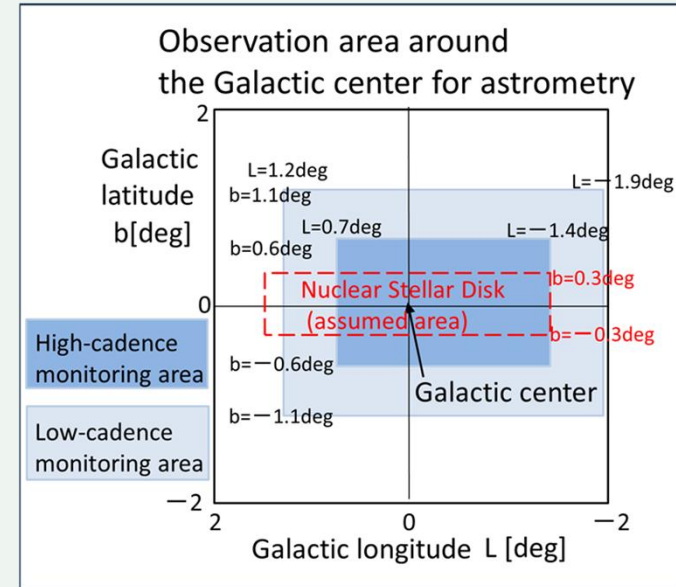 Observation area around
the Galactic center for astrometry
2
Galactic
latitude
b[deg]
L=1.2deg
b=1.1deg
L=－1.9deg
L=0.7deg
L=－1.4deg
b=0.6deg
Nuclear Stellar Disk
(assumed area)
b=0.3deg
b=－0.3deg
0
High-cadence
monitoring area
b=－0.6deg
Galactic center
b=－1.1deg
Low-cadence
monitoring area
－2
2
0
－2
Galactic longitude L [deg]